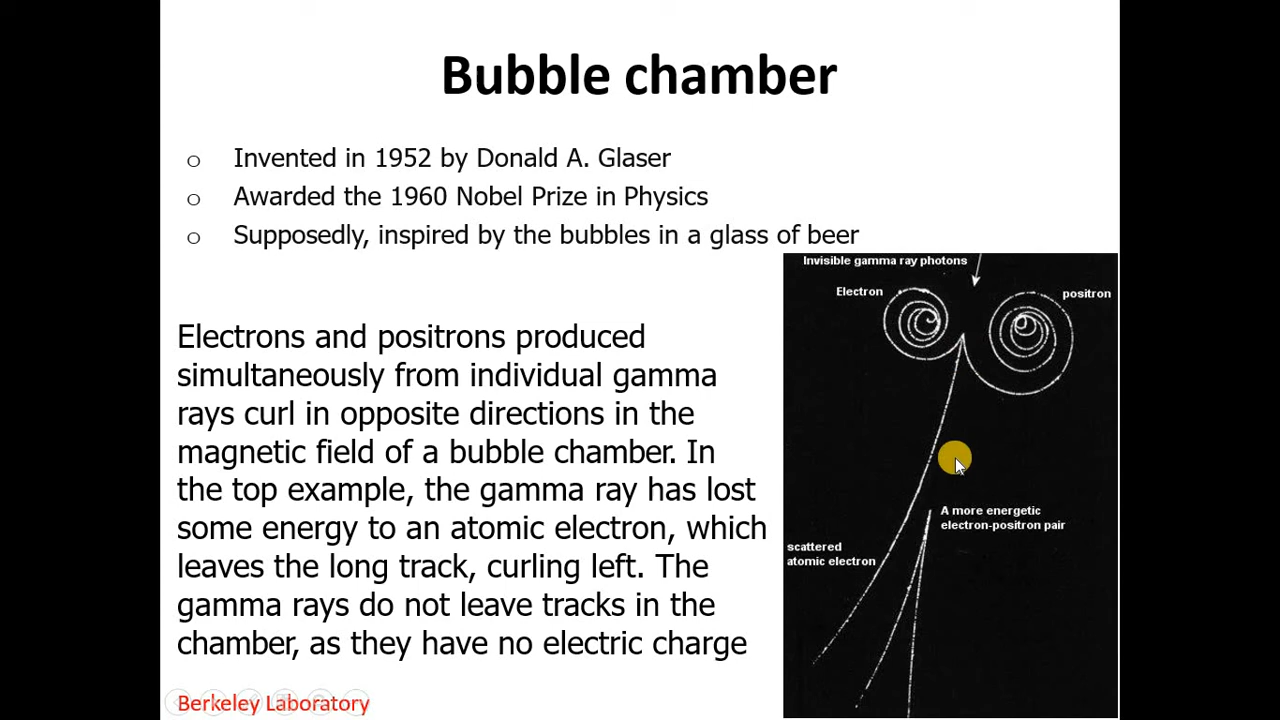 Bubble chamber
o Invented in 1952 by Donald A. Glaser
o Awarded the 1960 Nobel Prize in Physics
o Supposedly, inspired by the bubbles in a glass of beer
Electrons and positrons produced
simultaneously from individual gamma
rays curl in opposite directions in the
magnetic field of a bubble chamber. In
the top example, the gamma ray has lost
some energy to an atomic electron, which
leaves the long track, curling left. The
gamma rays do not leave tracks in the
chamber, as they have no electric charge
Berkeley Laboratory
Invisible gamma ray photons
Electron
positron
A more energetic
electron-positron pair
scattered
atomic electron